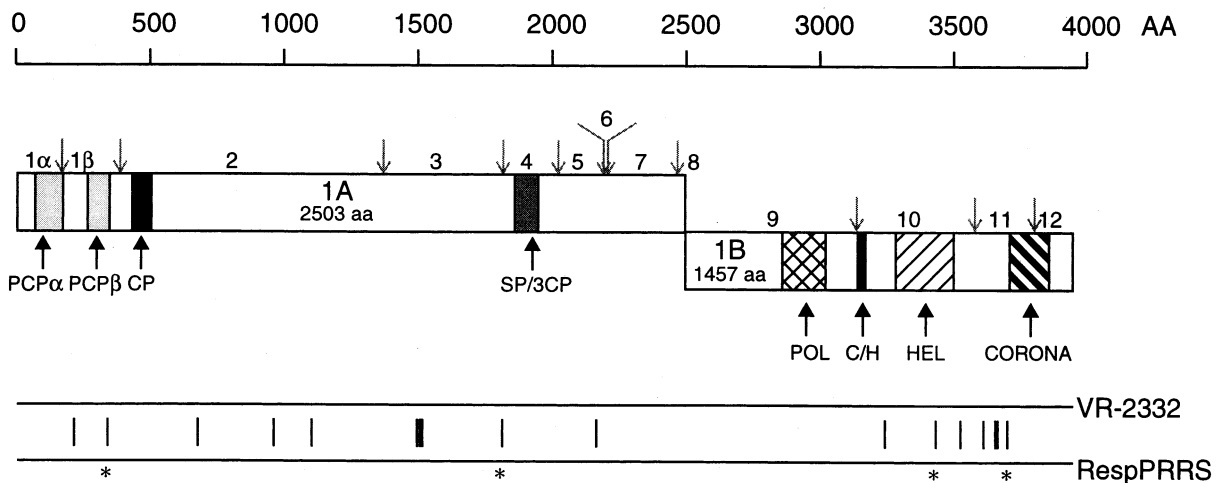 0 500 1000 1500 2000 2500 3000 3500 4000 AA
6
1α 1β 2 3 4 5 7 8
1A
2503 aa
9 10 11 12
1B
1457 aa
PCPα PCPβ CP SP/3CP
POL C/H HEL CORONA
VR-2332
RespPRRS
* * * *